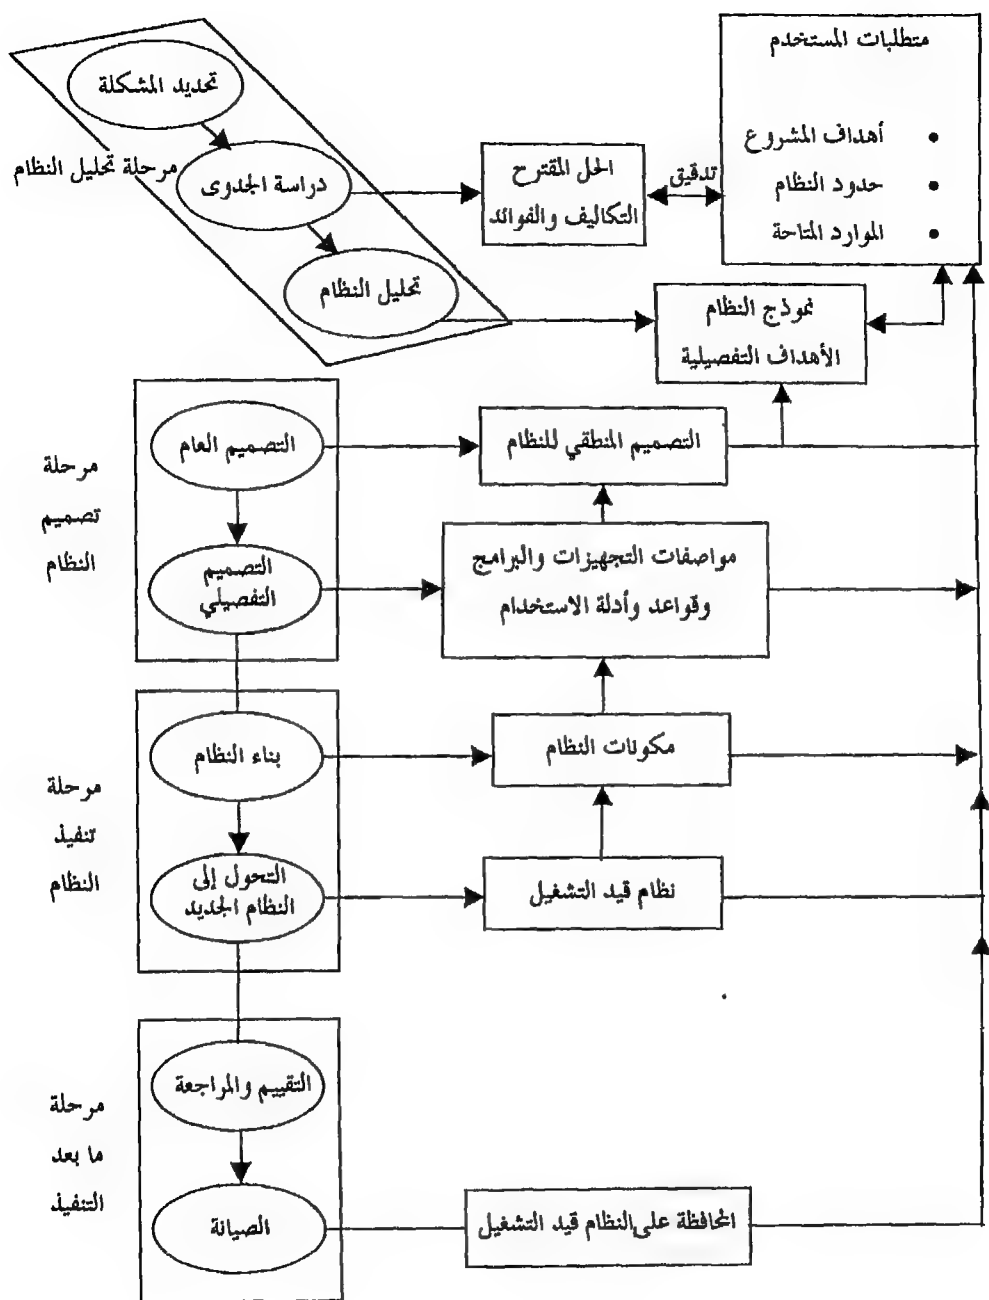 متطلبات المستخدم
• أهداف المشروع
• حدود النظام
• الموارد المتاحة
تدقيق
الحل المقترح
التكاليف والفوائد
تحديد المشكلة
دراسة الجدوى
تحليل النظام
مرحلة تحليل النظام
نموذج النظام
الأهداف التفصيلية
التصميم المنطقي للنظام
التصميم العام
مرحلة
تصميم
النظام
مواصفات التجهيزات والبرامج
وقواعد وأدلة الاستخدام
التصميم
التفصيلي
مكونات النظام
بناء النظام
مرحلة
تنفيذ
النظام
نظام قيد التشغيل
التحول إلى
النظام الجديد
التقييم والمراجعة
مرحلة
ما بعد
التنفيذ
المحافظة على النظام قيد التشغيل
الصيانة